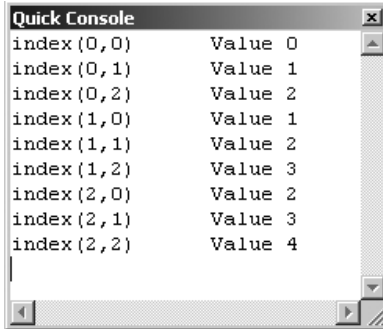 Quick Console
index(0,0) Value 0
index(0,1) Value 1
index(0,2) Value 2
index(1,0) Value 1
index(1,1) Value 2
index(1,2) Value 3
index(2,0) Value 2
index(2,1) Value 3
index(2,2) Value 4